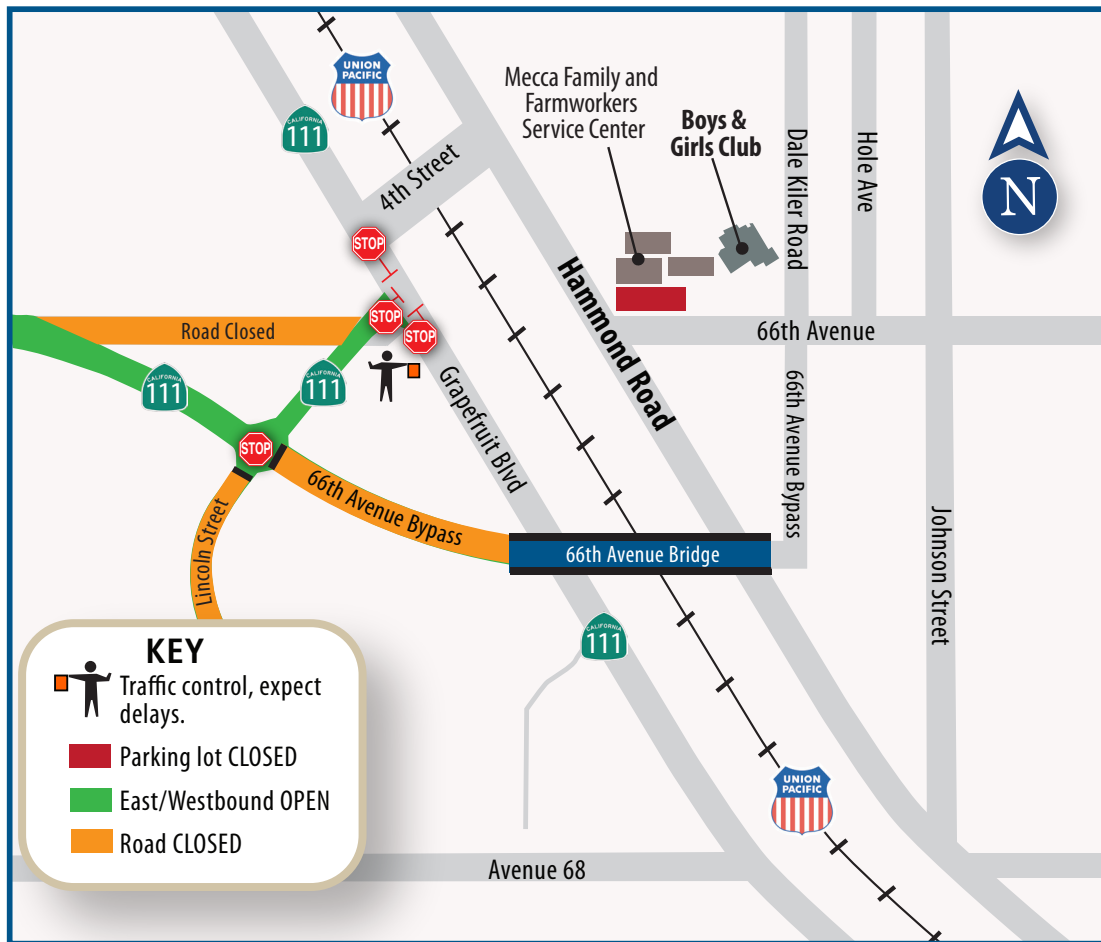 UNION
PACIFIC
CALIFORNIA
111
Mecca Family and
Farmworkers
Service Center
Boys &
Girls Club
Dale Kiler Road
Hole Ave
N
4th Street
STOP
Hammond Road
Road Closed
STOP
STOP
66th Avenue
CALIFORNIA
111
CALIFORNIA
111
Grapefruit Blvd
66th Avenue Bypass
STOP
66th Avenue Bypass
Lincoln Street
66th Avenue Bridge
Johnson Street
CALIFORNIA
111
KEY
Traffic control, expect
delays.
Parking lot CLOSED
East/Westbound OPEN
Road CLOSED
UNION
PACIFIC
Avenue 68